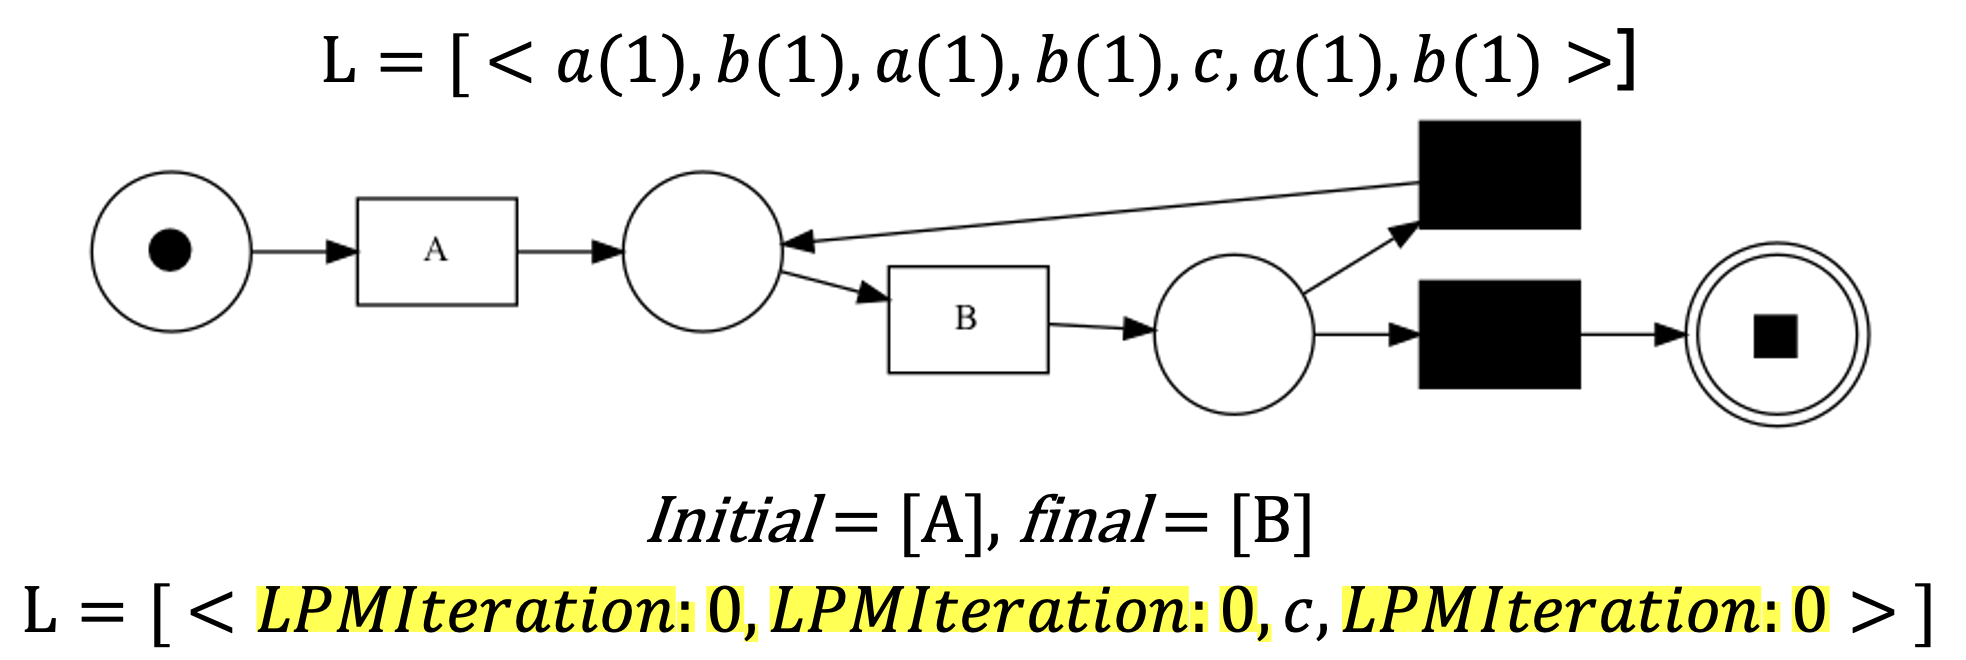 L = [ < a(1), b(1), a(1), b(1), c, a(1), b(1) >]
A
B
Initial = [A], final = [B]
L = [ < LPMIteration: 0, LPMIteration: 0, c, LPMIteration: 0 > ]